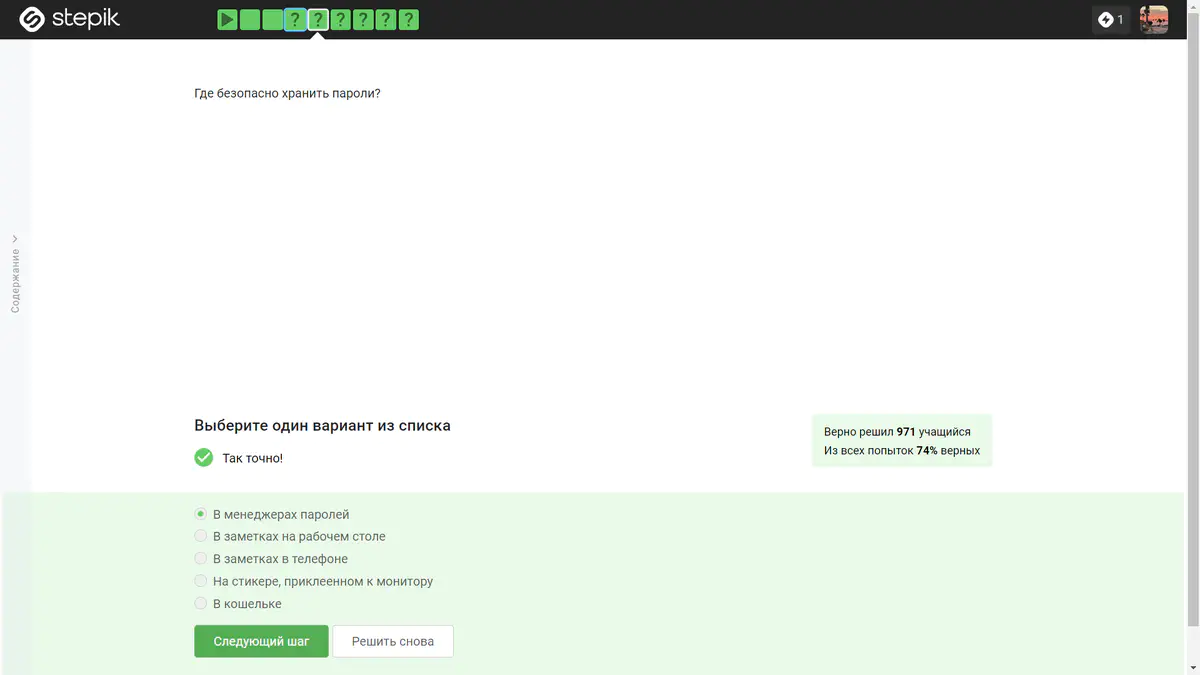 stepik
? ? ? ? ? ?
1
Содержание
Где безопасно хранить пароли?
Выберите один вариант из списка
Так точно!
Верно решил 971 учащийся
Из всех попыток 74% верных
В менеджерах паролей
В заметках на рабочем столе
В заметках в телефоне
На стикере, приклеенном к монитору
В кошельке
Следующий шаг
Решить снова